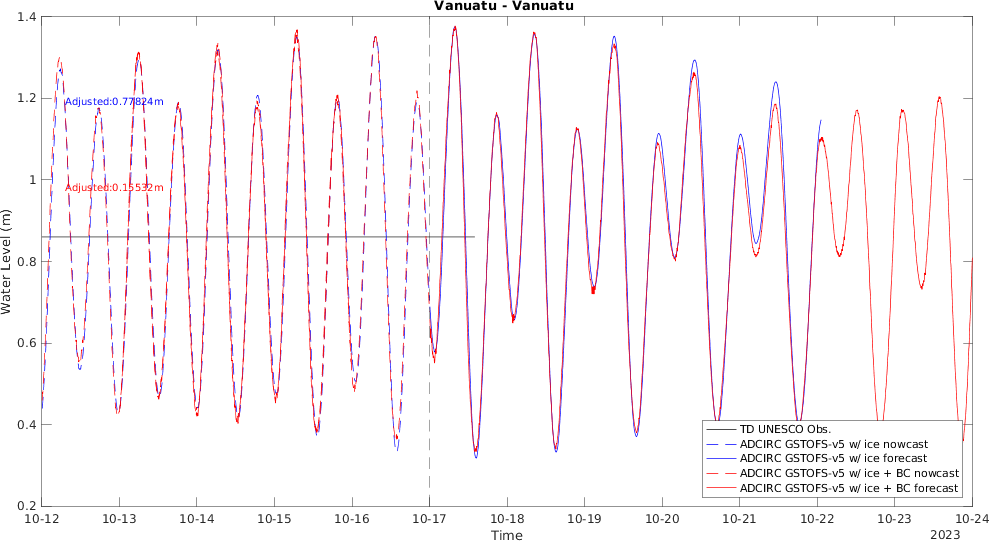 Vanuatu - Vanuatu
1.4
1.2
1
0.8
0.6
0.4
0.2
Water Level (m)
Adjusted:0.77824m
Adjusted:0.15532m
TD UNESCO Obs.
ADCIRC GSTOFS-v5 w/ ice nowcast
ADCIRC GSTOFS-v5 w/ ice forecast
ADCIRC GSTOFS-v5 w/ ice + BC nowcast
ADCIRC GSTOFS-v5 w/ ice + BC forecast
10-12 10-13 10-14 10-15 10-16 10-17 10-18 10-19 10-20 10-21 10-22 10-23 10-24
Time
2023